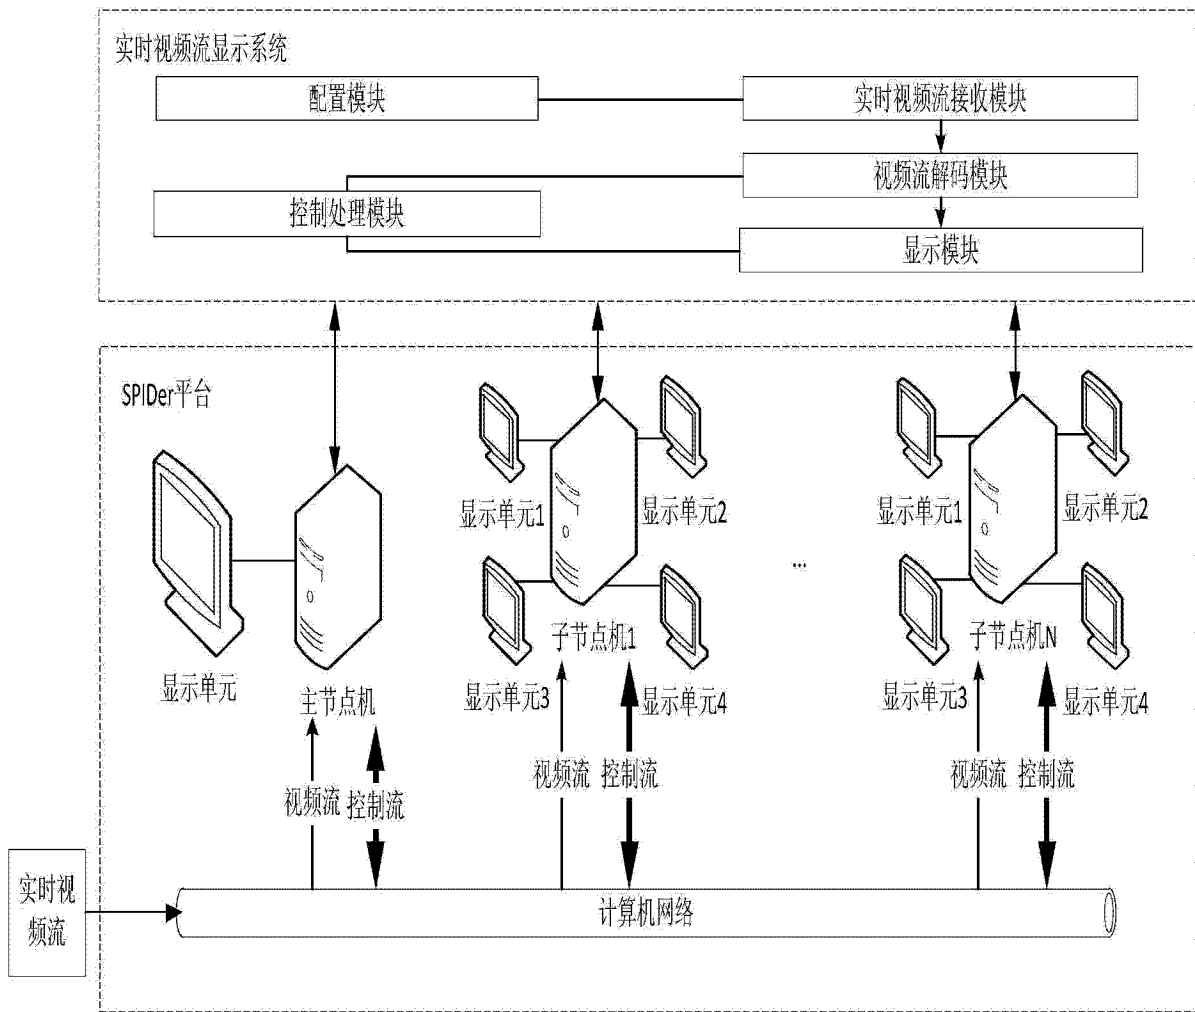 实时视频流显示系统
配置模块
实时视频流接收模块
视频流解码模块
控制处理模块
显示模块
SPIDer平台
显示单元1
显示单元2
显示单元1
显示单元2
...
子节点机1
子节点机N
显示单元
主节点机
显示单元3
显示单元4
显示单元3
显示单元4
视频流
控制流
视频流
控制流
视频流
控制流
实时视
频流
计算机网络